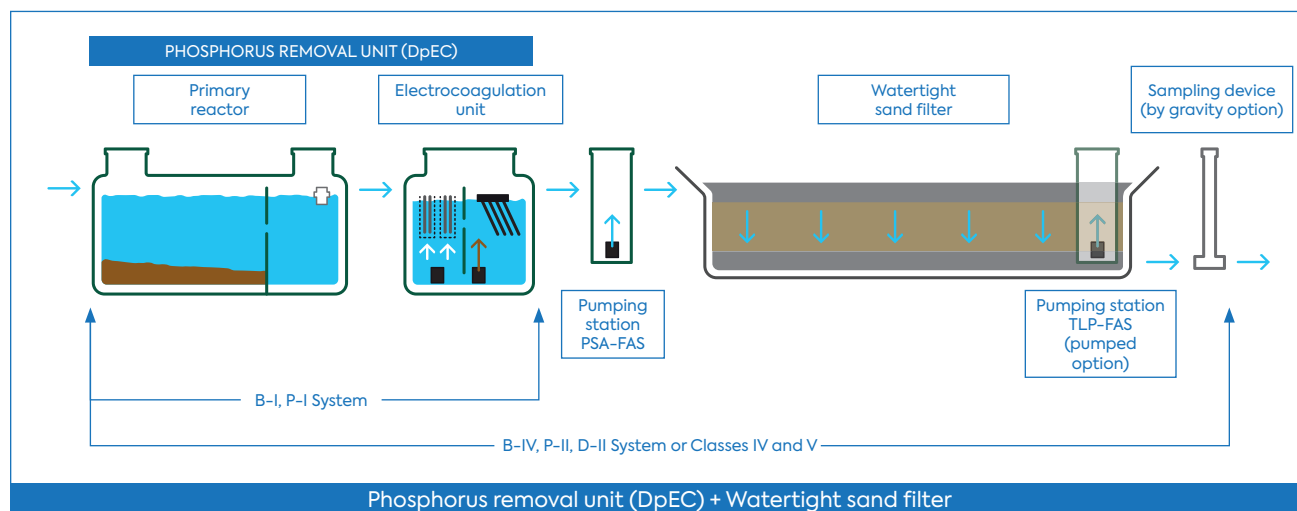 PHOSPHORUS REMOVAL UNIT (DpEC)
Primary
reactor
Electrocoagulation
unit
Watertight
sand filter
Sampling device
(by gravity option)
Pumping
station
PSA-FAS
Pumping station
TLP-FAS
(pumped
option)
B-I, P-I System
B-IV, P-II, D-II System or Classes IV and V
Phosphorus removal unit (DpEC) + Watertight sand filter